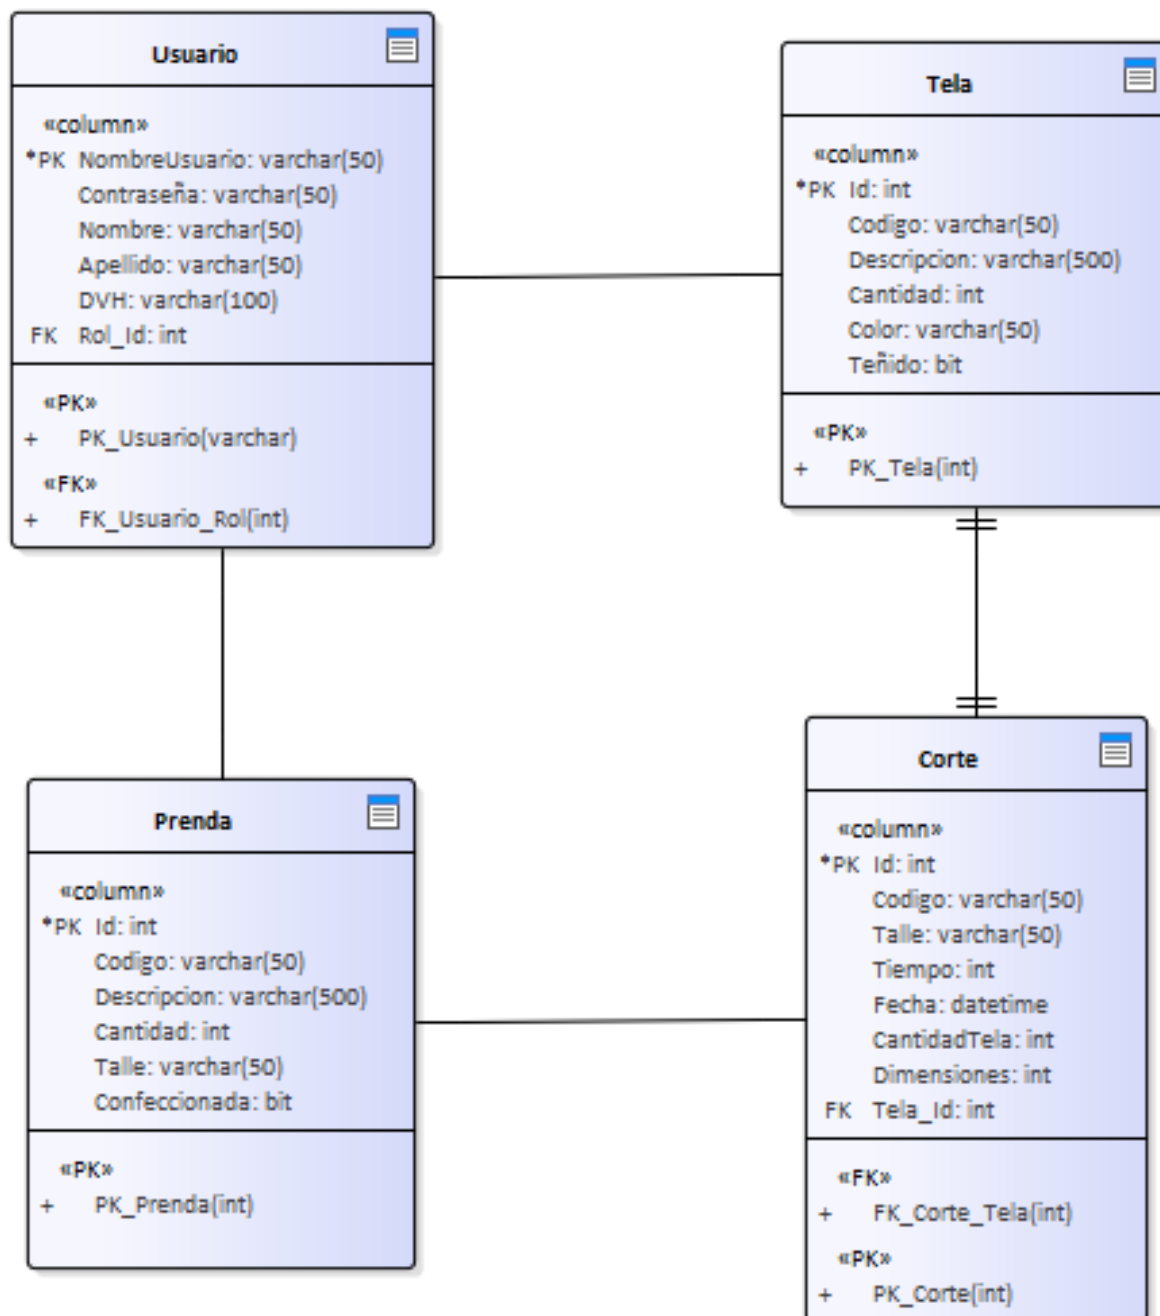 Usuario
«column»
*PK NombreUsuario: varchar(50)
Contraseña: varchar(50)
Nombre: varchar(50)
Apellido: varchar(50)
DVH: varchar(100)
FK Rol_Id: int
«PK»
+ PK_Usuario(varchar)
«FK»
+ FK_Usuario_Rol(int)
Tela
«column»
*PK Id: int
Codigo: varchar(50)
Descripcion: varchar(500)
Cantidad: int
Color: varchar(50)
Teñido: bit
«PK»
+ PK_Tela(int)
Prenda
«column»
*PK Id: int
Codigo: varchar(50)
Descripcion: varchar(500)
Cantidad: int
Talle: varchar(50)
Confeccionada: bit
«PK»
+ PK_Prenda(int)
Corte
«column»
*PK Id: int
Codigo: varchar(50)
Talle: varchar(50)
Tiempo: int
Fecha: datetime
CantidadTela: int
Dimensiones: int
FK Tela_Id: int
«FK»
+ FK_Corte_Tela(int)
«PK»
+ PK_Corte(int)